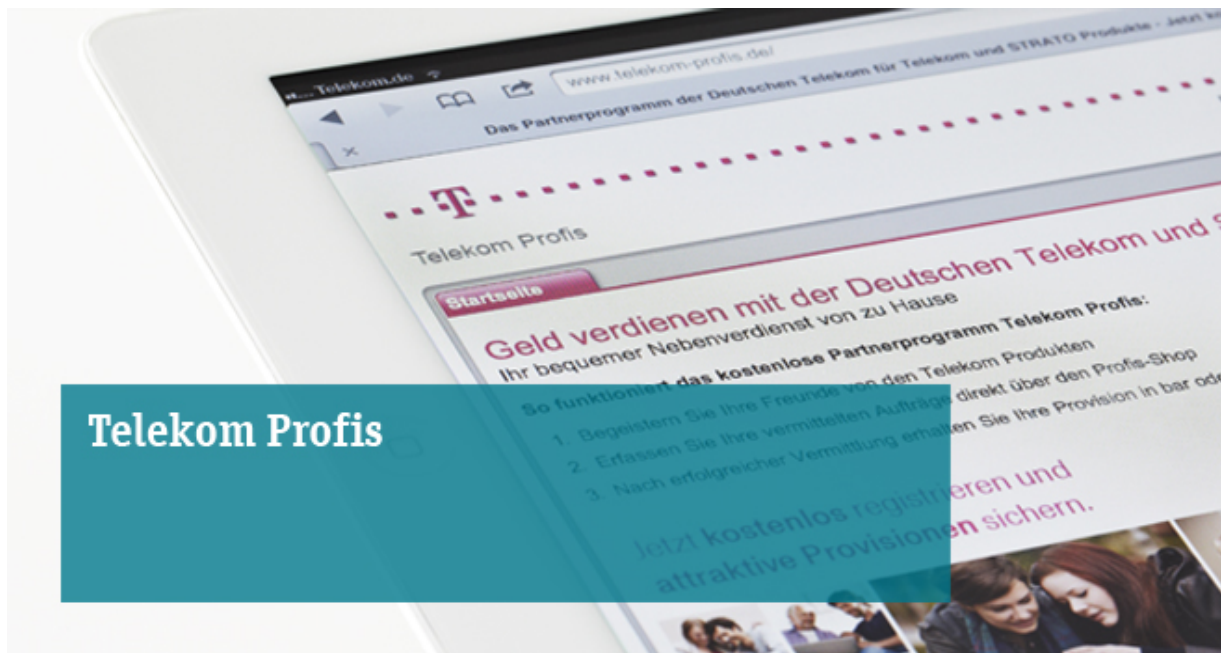 Telekom.de
www.telekom-profis.de/
Das Partnerprogramm der Deutschen Telekom für Telekom und STRATO Produkte - Jetzt
T
Telekom Profis
Startseite
Geld verdienen mit der Deutschen Telekom und
Ihr bequemer Nebenverdienst von zu Hause
So funktioniert das kostenlose Partnerprogramm Telekom Profis:
1. Begeistern Sie Ihre Freunde von den Telekom Produkten
2. Erfassen Sie Ihre vermittelten Aufträge direkt über den Profis-Shop
3. Nach erfolgreicher Vermittlung erhalten Sie Ihre Provision in bar oder
Jetzt kostenlos registrieren und
attraktive Provisionen sichern.
Telekom Profis